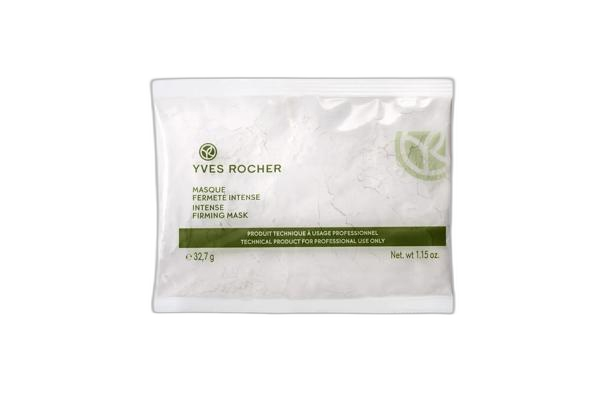 YVES ROCHER
MASQUE
FERMETÉ INTENSE
INTENSE
FIRMING MASK
PRODUIT TECHNIQUE À USAGE PROFESSIONNEL
TECHNICAL PRODUCT FOR PROFESSIONAL USE ONLY
℮ 32,7 g
Net. wt 1.15 oz.